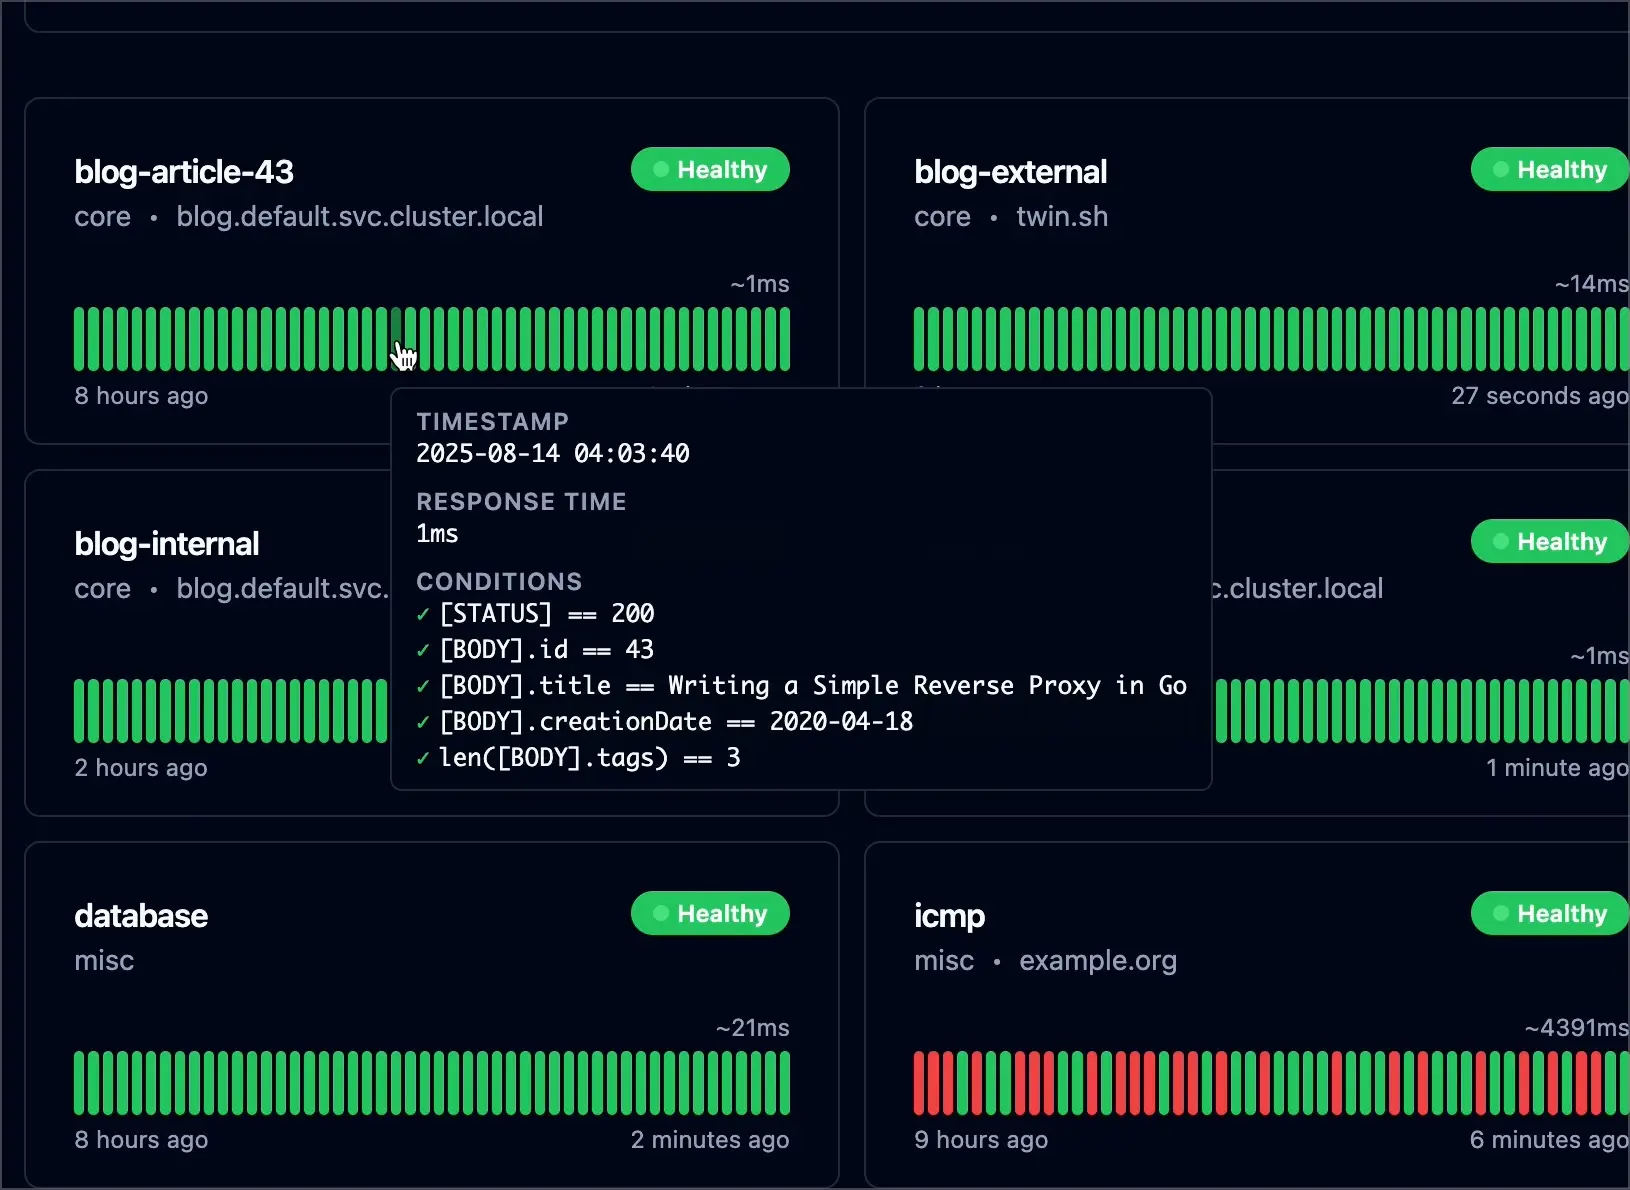 blog-article-43
Healthy
core • blog.default.svc.cluster.local
~1ms
8 hours ago
blog-external
Healthy
core • twin.sh
~14ms
27 seconds ago
TIMESTAMP
2025-08-14 04:03:40
RESPONSE TIME
1ms
CONDITIONS
✓ [STATUS] == 200
✓ [BODY].id == 43
✓ [BODY].title == Writing a Simple Reverse Proxy in Go
✓ [BODY].creationDate == 2020-04-18
✓ len([BODY].tags) == 3
blog-internal
core • blog.default.svc.
2 hours ago
Healthy
c.cluster.local
~1ms
1 minute ago
database
Healthy
misc
~21ms
8 hours ago
2 minutes ago
icmp
Healthy
misc • example.org
~4391ms
9 hours ago
6 minutes ago